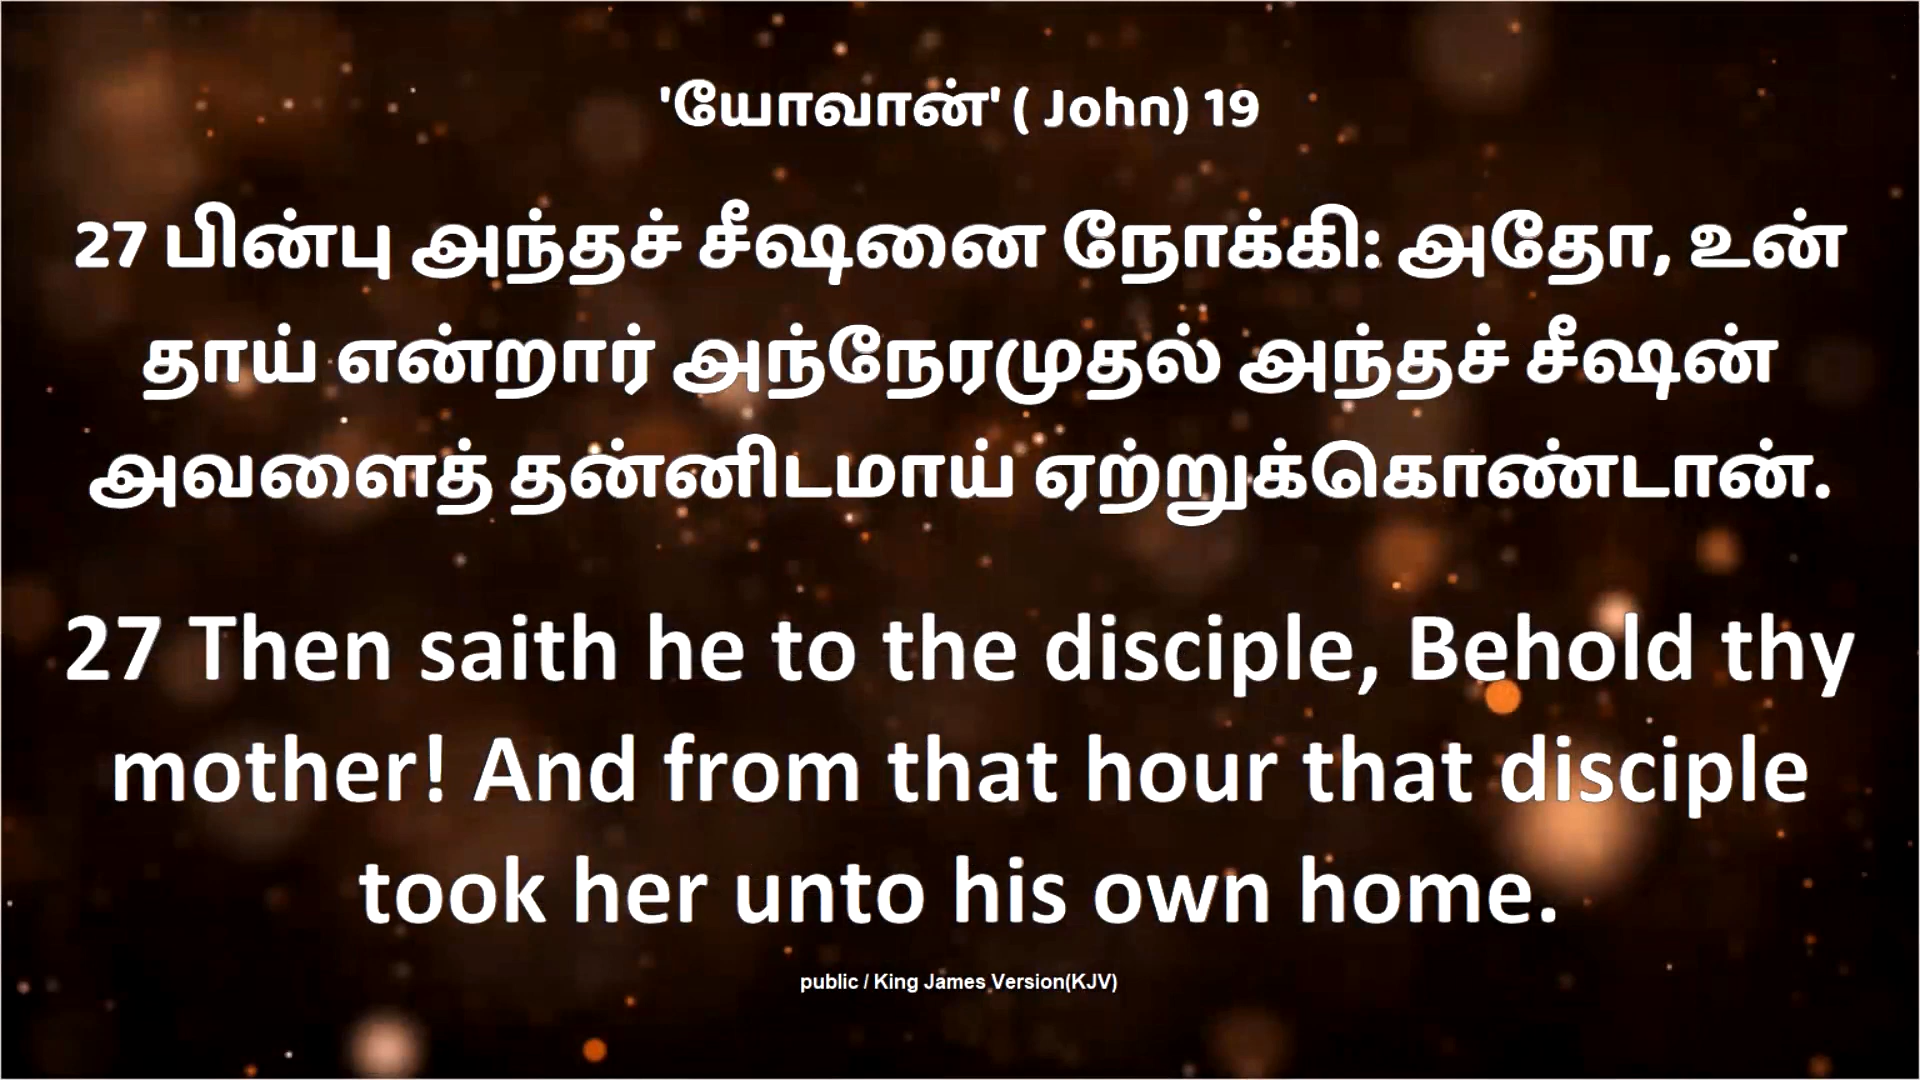 'யோவான்' ( John) 19
27 பின்பு அந்தச் சீஷனை நோக்கி: அதோ, உன்
தாய் என்றார் அந்நேரமுதல் அந்தச் சீஷன்
அவளைத் தன்னிடமாய் ஏற்றுக்கொண்டான்.
27 Then saith he to the disciple, Behold thy
mother! And from that hour that disciple
took her unto his own home.
public / King James Version(KJV)